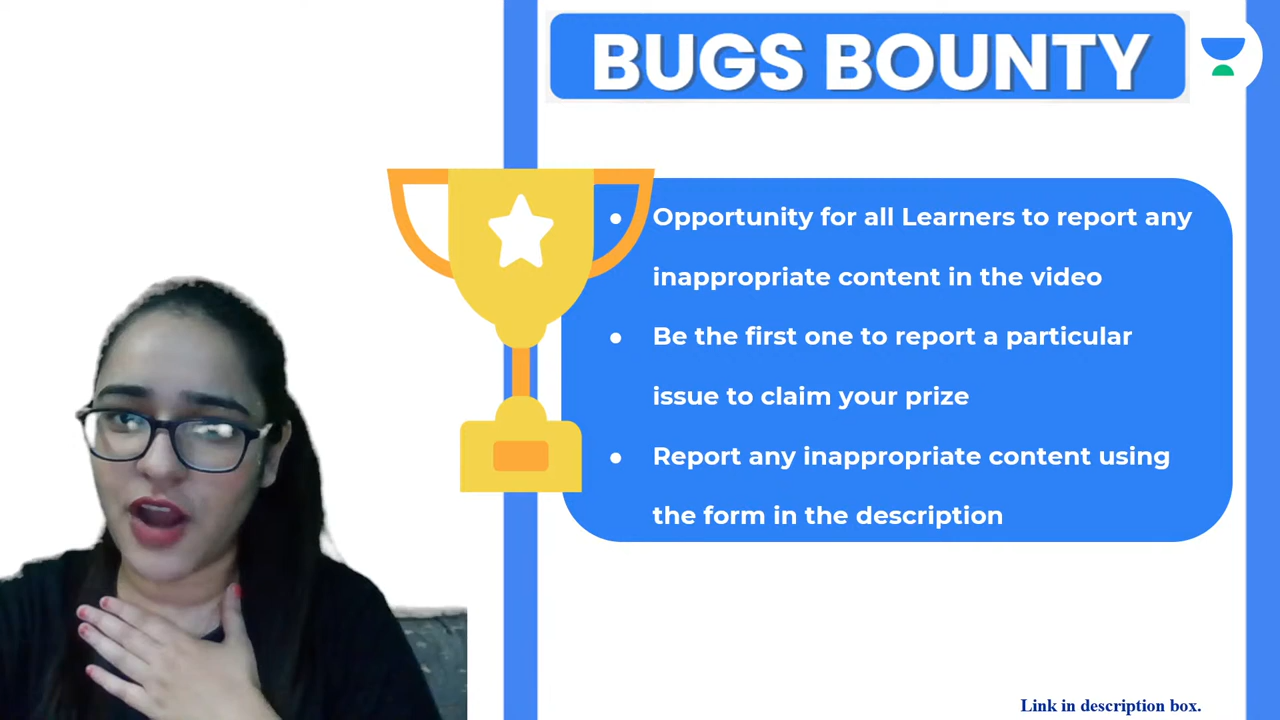 BUGS BOUNTY
● Opportunity for all Learners to report any
inappropriate content in the video
● Be the first one to report a particular
issue to claim your prize
● Report any inappropriate content using
the form in the description
Link in description box.